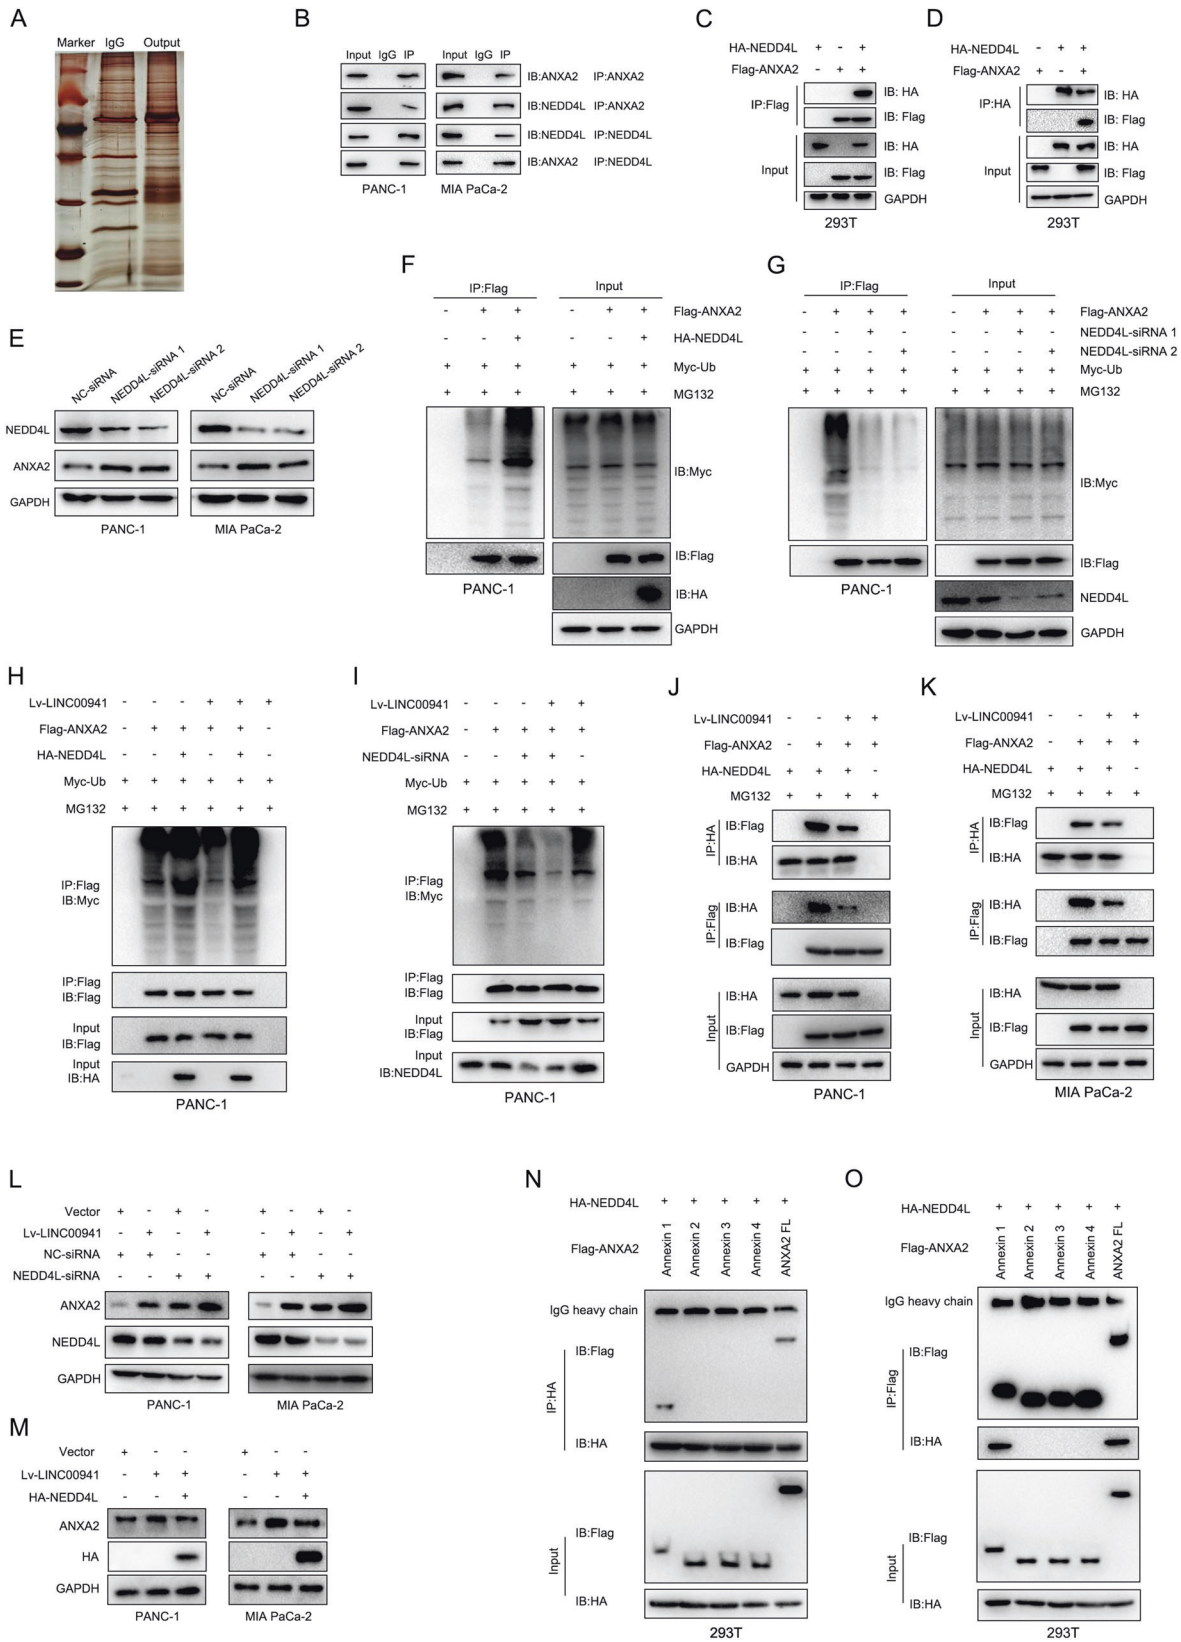 A
Marker IgG Output
B
Input IgG IP Input IgG IP
IB:ANXA2 IP:ANXA2
IB:NEDD4L IP:ANXA2
IB:NEDD4L IP:NEDD4L
IB:ANXA2 IP:NEDD4L
PANC-1 MIA PaCa-2
C
HA-NEDD4L + - +
Flag-ANXA2 - + +
IP:Flag
IB: HA
IB: Flag
Input
IB: HA
IB: Flag
GAPDH
293T
D
HA-NEDD4L - + +
Flag-ANXA2 + - +
IP:HA
IB: HA
IB: Flag
Input
IB: HA
IB: Flag
GAPDH
293T
E
NC-siRNA NEDD4L-siRNA 1 NEDD4L-siRNA 2 NC-siRNA NEDD4L-siRNA 1 NEDD4L-siRNA 2
NEDD4L
ANXA2
GAPDH
PANC-1 MIA PaCa-2
F
IP:Flag Input
- + + - + + Flag-ANXA2
- - + - - + HA-NEDD4L
+ + + + + + Myc-Ub
+ + + + + + MG132
IB:Myc
IB:Flag
PANC-1
IB:HA
GAPDH
G
IP:Flag Input
- + + + - + + + Flag-ANXA2
- - + - - - + - NEDD4L-siRNA 1
- - - + - - - + NEDD4L-siRNA 2
+ + + + + + + + Myc-Ub
+ + + + + + + + MG132
IB:Myc
IB:Flag
PANC-1
NEDD4L
GAPDH
H
Lv-LINC00941 - - - + + +
Flag-ANXA2 - + + + + -
HA-NEDD4L - - + - + -
Myc-Ub + + + + + +
MG132 + + + + + +
IP:Flag
IB:Myc
IP:Flag
IB:Flag
Input
IB:Flag
Input
IB:HA
PANC-1
I
Lv-LINC00941 - - - + +
Flag-ANXA2 - + + + +
NEDD4L-siRNA - - + + -
Myc-Ub + + + + +
MG132 + + + + +
IP:Flag
IB:Myc
IP:Flag
IB:Flag
Input
IB:Flag
Input
IB:NEDD4L
PANC-1
J
Lv-LINC00941 - - + +
Flag-ANXA2 - + + +
HA-NEDD4L + + + -
MG132 + + + +
IP:HA
IB:Flag
IB:HA
IP:Flag
IB:HA
IB:Flag
Input
IB:HA
IB:Flag
GAPDH
PANC-1
K
Lv-LINC00941 - - + +
Flag-ANXA2 - + + +
HA-NEDD4L + + + -
MG132 + + + +
IP:HA
IB:Flag
IB:HA
IP:Flag
IB:HA
IB:Flag
Input
IB:HA
IB:Flag
GAPDH
MIA PaCa-2
L
Vector + - + - + - + -
Lv-LINC00941 - + - + - + - +
NC-siRNA + + - - + + - -
NEDD4L-siRNA - - + + - - + +
ANXA2
NEDD4L
GAPDH
PANC-1 MIA PaCa-2
M
Vector + - - + - -
Lv-LINC00941 - + + - + +
HA-NEDD4L - - + - - +
ANXA2
HA
GAPDH
PANC-1 MIA PaCa-2
N
HA-NEDD4L + + + + +
Flag-ANXA2 Annexin 1 Annexin 2 Annexin 3 Annexin 4 ANXA2 FL
IgG heavy chain
IP:HA
IB:Flag
IB:HA
Input
IB:Flag
IB:HA
293T
O
HA-NEDD4L + + + + +
Flag-ANXA2 Annexin 1 Annexin 2 Annexin 3 Annexin 4 ANXA2 FL
IgG heavy chain
IP:Flag
IB:Flag
IB:HA
Input
IB:Flag
IB:HA
293T